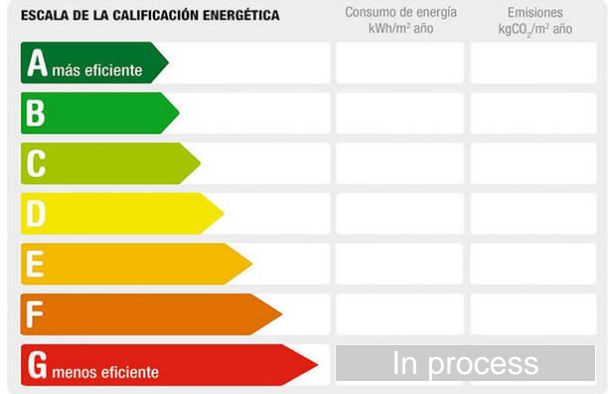 ESCALA DE LA CALIFICACIÓN ENERGÉTICA
Consumo de energía
kWh/m² año
Emisiones
kgCO₂/m² año
A más eficiente
B
C
D
E
F
G menos eficiente
In process